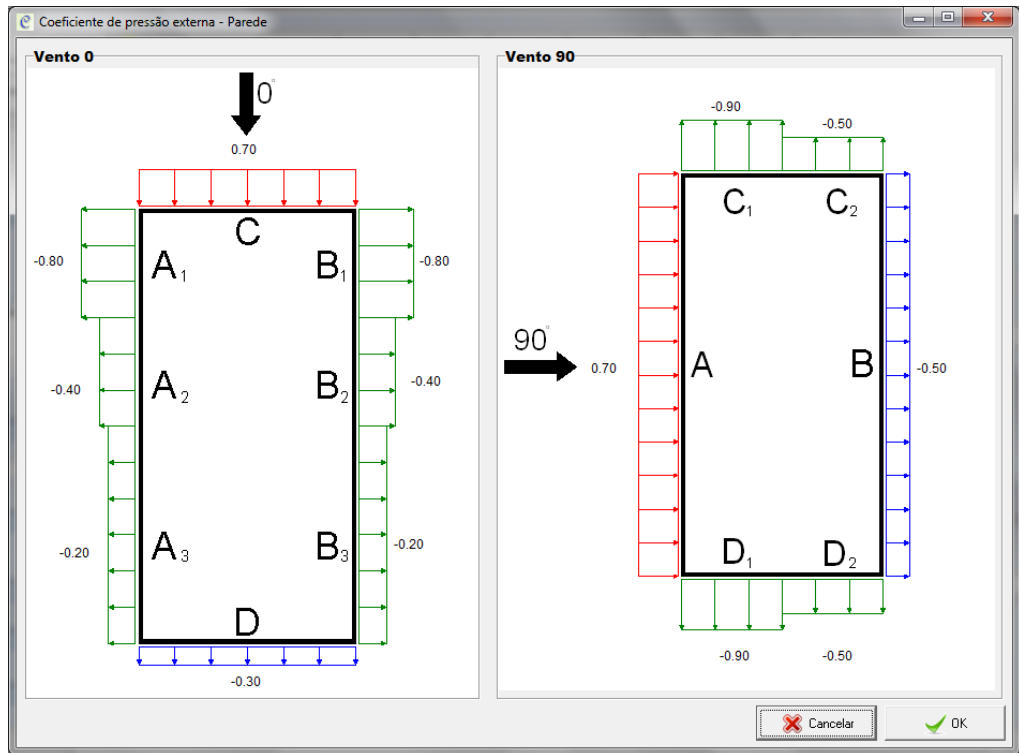 Coeficiente de pressão externa - Parede
Vento 0
0°
0.70
C
-0.80
A1
B1
-0.80
-0.40
A2
B2
-0.40
-0.20
A3
B3
-0.20
D
-0.30
Vento 90
-0.90
-0.50
C1
C2
90°
0.70
A
B
-0.50
D1
D2
-0.90
-0.50
Cancelar
OK